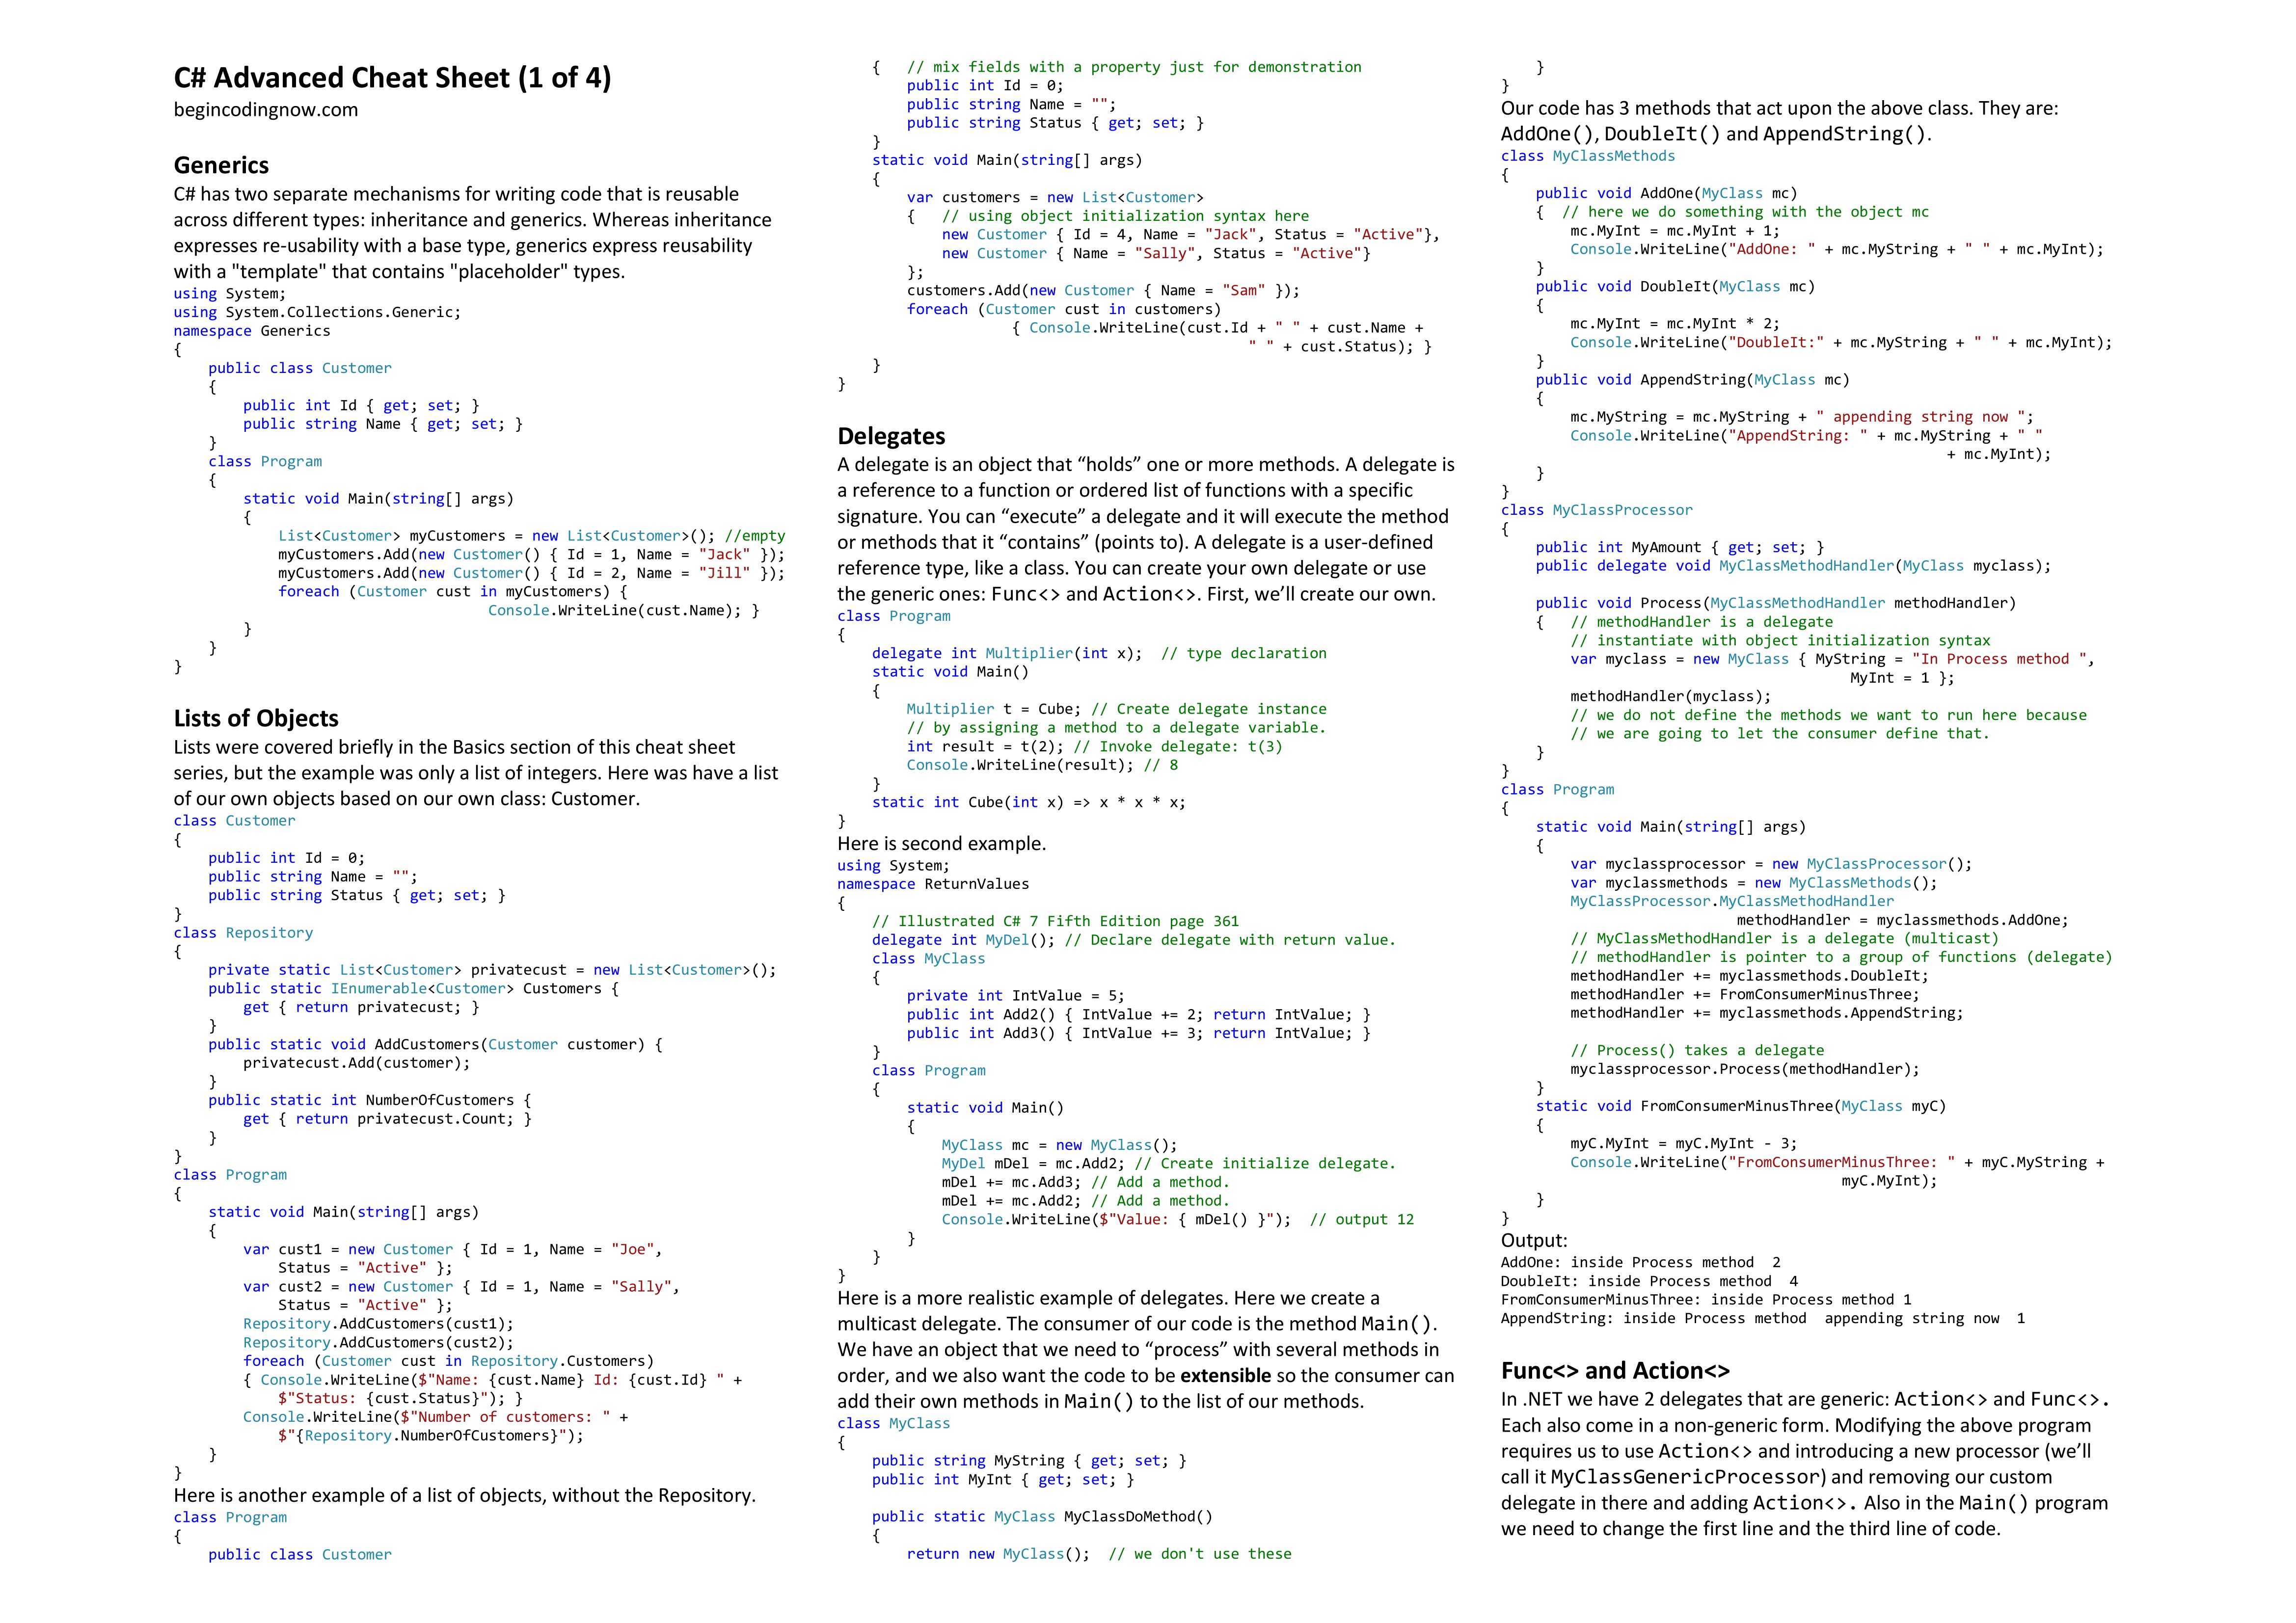 C# Advanced Cheat Sheet (1 of 4)
begincodingnow.com
Generics
C# has two separate mechanisms for writing code that is reusable
across different types: inheritance and generics. Whereas inheritance
expresses re-usability with a base type, generics express reusability
with a "template" that contains "placeholder" types.
using System;
using System.Collections.Generic;
namespace Generics
{
    public class Customer
    {
        public int Id { get; set; }
        public string Name { get; set; }
    }
    class Program
    {
        static void Main(string[] args)
        {
            List<Customer> myCustomers = new List<Customer>(); //empty
            myCustomers.Add(new Customer() { Id = 1, Name = "Jack" });
            myCustomers.Add(new Customer() { Id = 2, Name = "Jill" });
            foreach (Customer cust in myCustomers) {
                                    Console.WriteLine(cust.Name); }
        }
    }
}
Lists of Objects
Lists were covered briefly in the Basics section of this cheat sheet
series, but the example was only a list of integers. Here was have a list
of our own objects based on our own class: Customer.
class Customer
{
    public int Id = 0;
    public string Name = "";
    public string Status { get; set; }
}
class Repository
{
    private static List<Customer> privatecust = new List<Customer>();
    public static IEnumerable<Customer> Customers {
        get { return privatecust; }
    }
    public static void AddCustomers(Customer customer) {
        privatecust.Add(customer);
    }
    public static int NumberOfCustomers {
        get { return privatecust.Count; }
    }
}
class Program
{
    static void Main(string[] args)
    {
        var cust1 = new Customer { Id = 1, Name = "Joe",
            Status = "Active" };
        var cust2 = new Customer { Id = 1, Name = "Sally",
            Status = "Active" };
        Repository.AddCustomers(cust1);
        Repository.AddCustomers(cust2);
        foreach (Customer cust in Repository.Customers)
        { Console.WriteLine($"Name: {cust.Name} Id: {cust.Id} " +
            $"Status: {cust.Status}"); }
        Console.WriteLine($"Number of customers: " +
            $"{Repository.NumberOfCustomers}");
    }
}
Here is another example of a list of objects, without the Repository.
class Program
{
    public class Customer
    {   // mix fields with a property just for demonstration
        public int Id = 0;
        public string Name = "";
        public string Status { get; set; }
    }
    static void Main(string[] args)
    {
        var customers = new List<Customer>
        {   // using object initialization syntax here
            new Customer { Id = 4, Name = "Jack", Status = "Active"},
            new Customer { Name = "Sally", Status = "Active"}
        };
        customers.Add(new Customer { Name = "Sam" });
        foreach (Customer cust in customers)
                    { Console.WriteLine(cust.Id + " " + cust.Name +
                                               " " + cust.Status); }
    }
}
Delegates
A delegate is an object that “holds” one or more methods. A delegate is
a reference to a function or ordered list of functions with a specific
signature. You can “execute” a delegate and it will execute the method
or methods that it “contains” (points to). A delegate is a user-defined
reference type, like a class. You can create your own delegate or use
the generic ones: Func<> and Action<>. First, we’ll create our own.
class Program
{
    delegate int Multiplier(int x);  // type declaration
    static void Main()
    {
        Multiplier t = Cube; // Create delegate instance
        // by assigning a method to a delegate variable.
        int result = t(2); // Invoke delegate: t(3)
        Console.WriteLine(result); // 8
    }
    static int Cube(int x) => x * x * x;
}
Here is second example.
using System;
namespace ReturnValues
{
    // Illustrated C# 7 Fifth Edition page 361
    delegate int MyDel(); // Declare delegate with return value.
    class MyClass
    {
        private int IntValue = 5;
        public int Add2() { IntValue += 2; return IntValue; }
        public int Add3() { IntValue += 3; return IntValue; }
    }
    class Program
    {
        static void Main()
        {
            MyClass mc = new MyClass();
            MyDel mDel = mc.Add2; // Create initialize delegate.
            mDel += mc.Add3; // Add a method.
            mDel += mc.Add2; // Add a method.
            Console.WriteLine($"Value: { mDel() }");  // output 12
        }
    }
}
Here is a more realistic example of delegates. Here we create a
multicast delegate. The consumer of our code is the method Main().
We have an object that we need to “process” with several methods in
order, and we also want the code to be extensible so the consumer can
add their own methods in Main() to the list of our methods.
class MyClass
{
    public string MyString { get; set; }
    public int MyInt { get; set; }
    public static MyClass MyClassDoMethod()
    {
        return new MyClass();  // we don't use these
    }
}
Our code has 3 methods that act upon the above class. They are:
AddOne(), DoubleIt() and AppendString().
class MyClassMethods
{
    public void AddOne(MyClass mc)
    {  // here we do something with the object mc
        mc.MyInt = mc.MyInt + 1;
        Console.WriteLine("AddOne: " + mc.MyString + " " + mc.MyInt);
    }
    public void DoubleIt(MyClass mc)
    {
        mc.MyInt = mc.MyInt * 2;
        Console.WriteLine("DoubleIt:" + mc.MyString + " " + mc.MyInt);
    }
    public void AppendString(MyClass mc)
    {
        mc.MyString = mc.MyString + " appending string now ";
        Console.WriteLine("AppendString: " + mc.MyString + " "
                                                   + mc.MyInt);
    }
}
class MyClassProcessor
{
    public int MyAmount { get; set; }
    public delegate void MyClassMethodHandler(MyClass myclass);
    public void Process(MyClassMethodHandler methodHandler)
    {   // methodHandler is a delegate
        // instantiate with object initialization syntax
        var myclass = new MyClass { MyString = "In Process method ",
                                        MyInt = 1 };
        methodHandler(myclass);
        // we do not define the methods we want to run here because
        // we are going to let the consumer define that.
    }
}
class Program
{
    static void Main(string[] args)
    {
        var myclassprocessor = new MyClassProcessor();
        var myclassmethods = new MyClassMethods();
        MyClassProcessor.MyClassMethodHandler
                           methodHandler = myclassmethods.AddOne;
        // MyClassMethodHandler is a delegate (multicast)
        // methodHandler is pointer to a group of functions (delegate)
        methodHandler += myclassmethods.DoubleIt;
        methodHandler += FromConsumerMinusThree;
        methodHandler += myclassmethods.AppendString;
        // Process() takes a delegate
        myclassprocessor.Process(methodHandler);
    }
    static void FromConsumerMinusThree(MyClass myC)
    {
        myC.MyInt = myC.MyInt - 3;
        Console.WriteLine("FromConsumerMinusThree: " + myC.MyString +
                                       myC.MyInt);
    }
}
Output:
AddOne: inside Process method  2
DoubleIt: inside Process method  4
FromConsumerMinusThree: inside Process method 1
AppendString: inside Process method  appending string now  1
Func<> and Action<>
In .NET we have 2 delegates that are generic: Action<> and Func<>.
Each also come in a non-generic form. Modifying the above program
requires us to use Action<> and introducing a new processor (we’ll
call it MyClassGenericProcessor) and removing our custom
delegate in there and adding Action<>. Also in the Main() program
we need to change the first line and the third line of code.